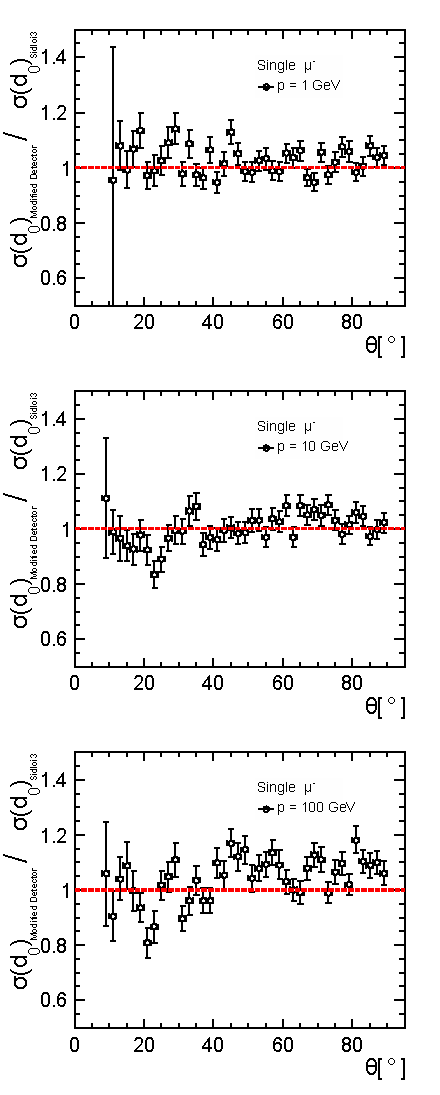 σ(d₀)Modified Detector / σ(d₀)Sidloi3
Single μ⁻
p = 1 GeV
1.4
1.2
1
0.8
0.6
0 20 40 60 80
θ[°]
σ(d₀)Modified Detector / σ(d₀)Sidloi3
Single μ⁻
p = 10 GeV
1.4
1.2
1
0.8
0.6
0 20 40 60 80
θ[°]
σ(d₀)Modified Detector / σ(d₀)Sidloi3
Single μ⁻
p = 100 GeV
1.4
1.2
1
0.8
0.6
0 20 40 60 80
θ[°]